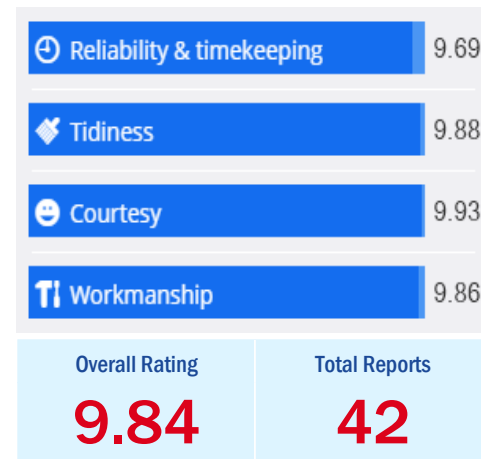 Reliability & timekeeping 9.69
Tidiness 9.88
Courtesy 9.93
Workmanship 9.86
Overall Rating Total Reports
9.84 42